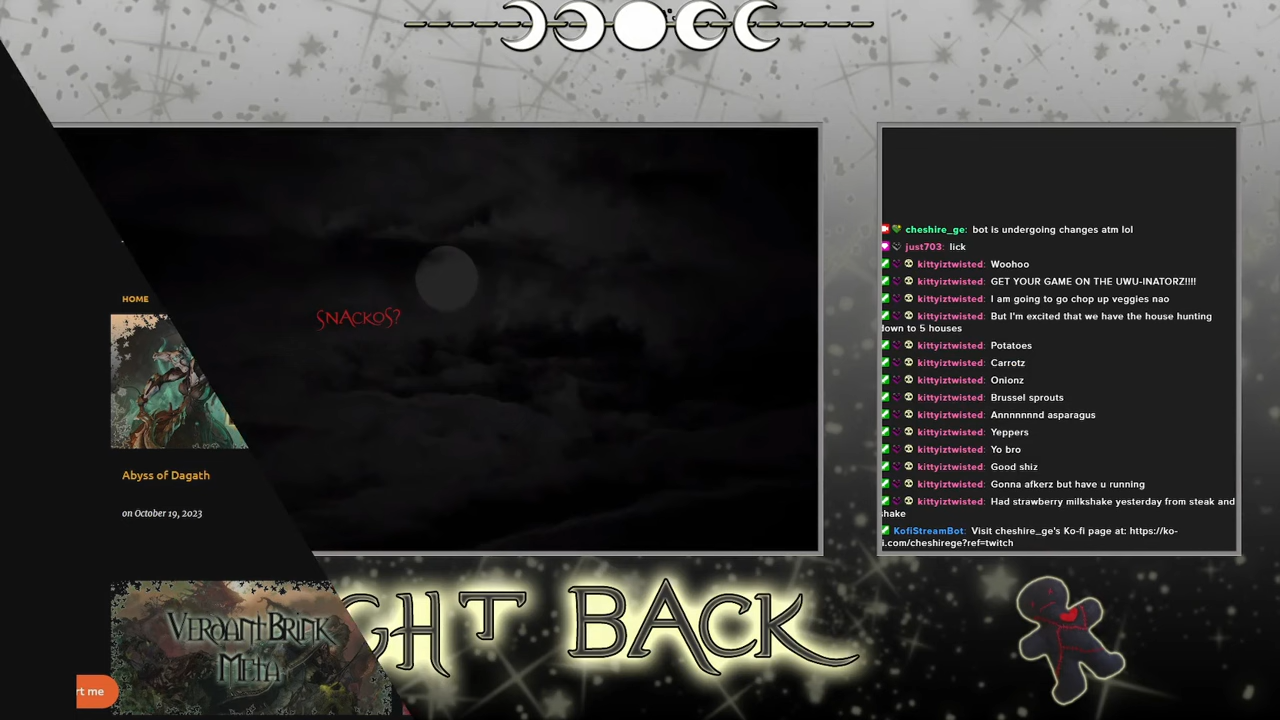 HOME
Abyss of Dagath
on October 19, 2023
VERDANT BRINK
META
rt me
SNACKOS?
GHT BACK
cheshire_ge: bot is undergoing changes atm lol
just703: lick
kittyiztwisted: Woohoo
kittyiztwisted: GET YOUR GAME ON THE UWU-INATORZ!!!!
kittyiztwisted: I am going to go chop up veggies nao
kittyiztwisted: But I'm excited that we have the house hunting
down to 5 houses
kittyiztwisted: Potatoes
kittyiztwisted: Carrotz
kittyiztwisted: Onionz
kittyiztwisted: Brussel sprouts
kittyiztwisted: Annnnnnnd asparagus
kittyiztwisted: Yeppers
kittyiztwisted: Yo bro
kittyiztwisted: Good shiz
kittyiztwisted: Gonna afkerz but have u running
kittyiztwisted: Had strawberry milkshake yesterday from steak and
shake
KofiStreamBot: Visit cheshire_ge's Ko-fi page at: https://ko-
i.com/cheshirege?ref=twitch